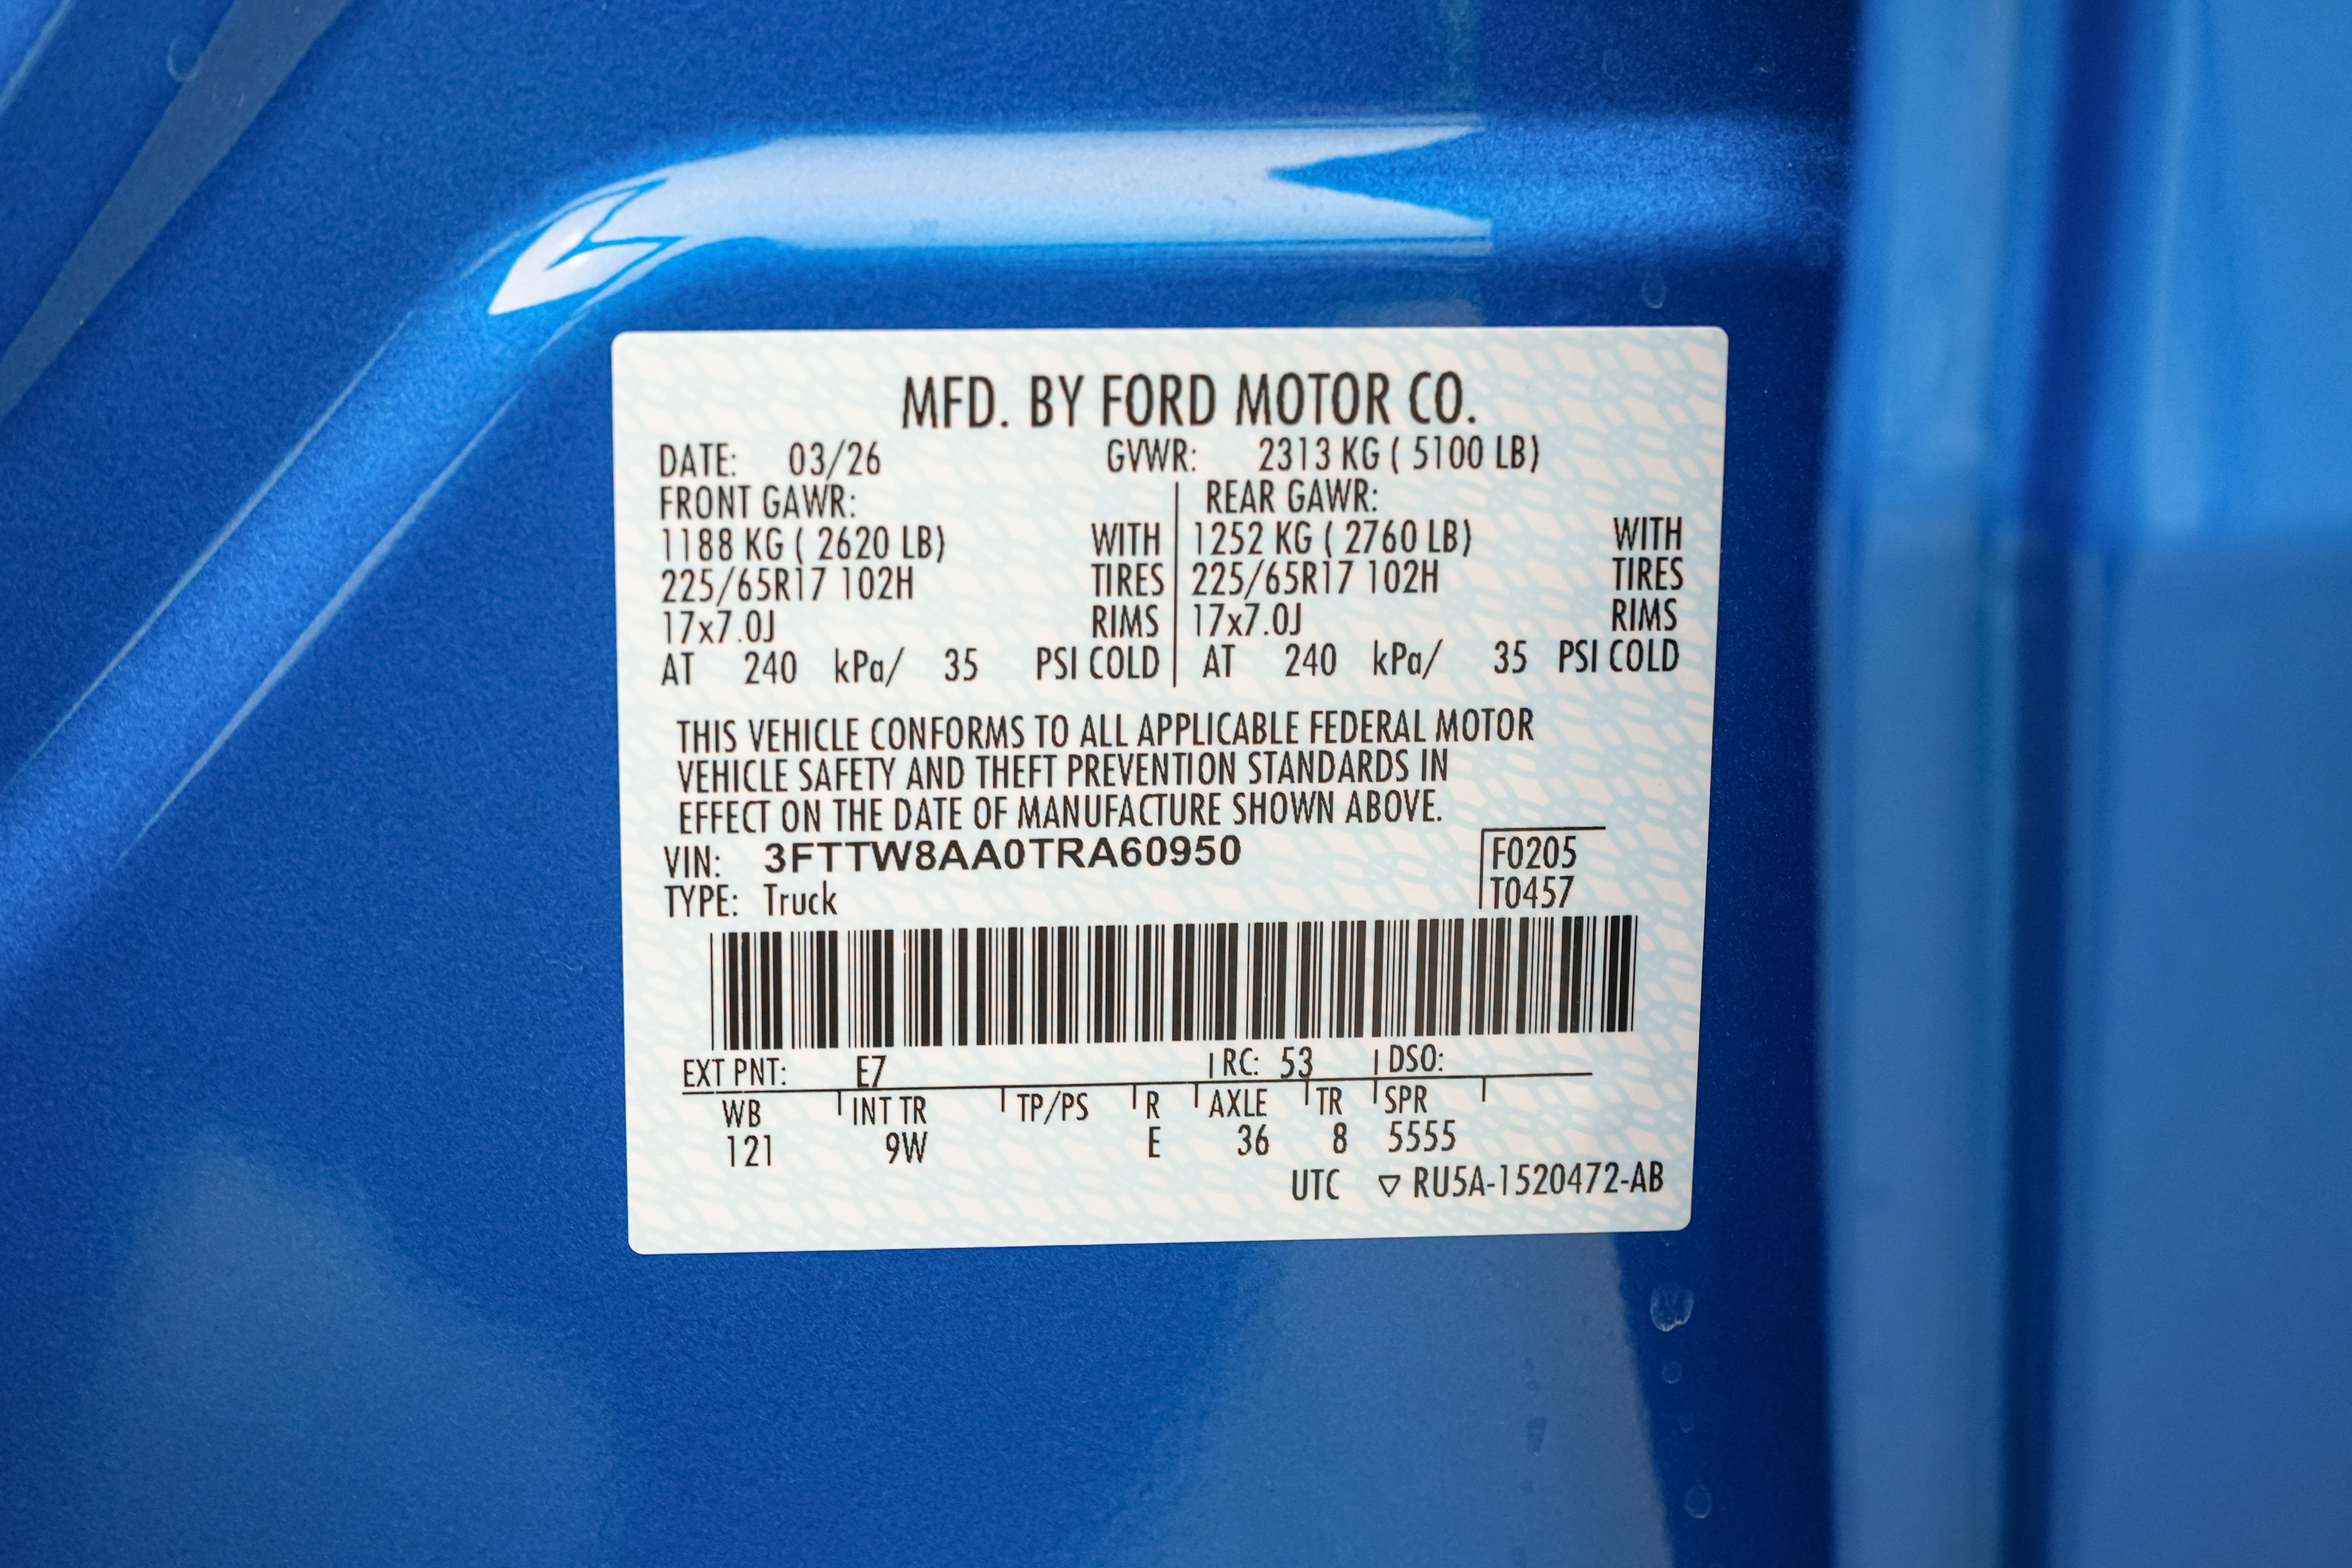 MFD. BY FORD MOTOR CO.
DATE: 03/26 GVWR: 2313 KG ( 5100 LB)
FRONT GAWR: REAR GAWR:
1188 KG ( 2620 LB) WITH 1252 KG ( 2760 LB) WITH
225/65R17 102H TIRES 225/65R17 102H TIRES
17x7.0J RIMS 17x7.0J RIMS
AT 240 kPa/ 35 PSI COLD AT 240 kPa/ 35 PSI COLD
THIS VEHICLE CONFORMS TO ALL APPLICABLE FEDERAL MOTOR
VEHICLE SAFETY AND THEFT PREVENTION STANDARDS IN
EFFECT ON THE DATE OF MANUFACTURE SHOWN ABOVE.
VIN: 3FTTW8AA0TRA60950 F0205
TYPE: Truck T0457
EXT PNT: E7 RC: 53 DSO:
WB INT TR TP/PS R AXLE TR SPR
121 9W E 36 8 5555
UTC ▽ RU5A-1520472-AB